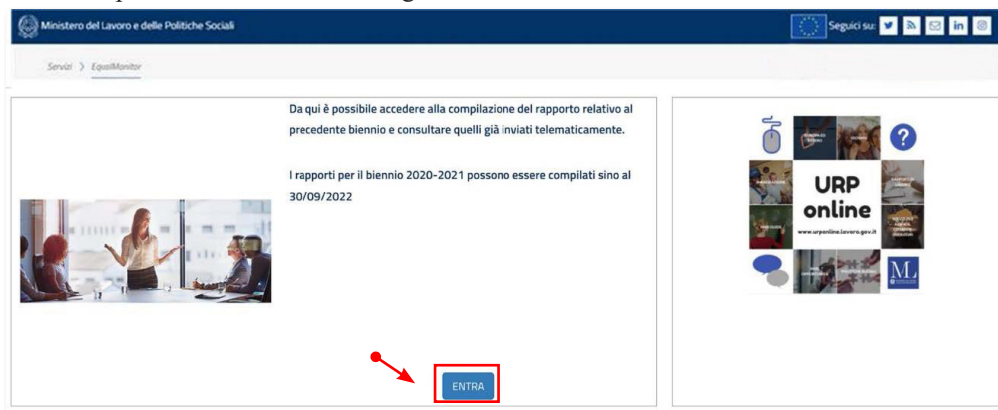 Ministero del Lavoro e delle Politiche Sociali
Seguici su:
Servizi > EqualMonitor
Da qui è possibile accedere alla compilazione del rapporto relativo al
precedente biennio e consultare quelli già inviati telematicamente.
I rapporti per il biennio 2020-2021 possono essere compilati sino al
30/09/2022
ENTRA
URP
online
www.urponline.lavoro.gov.it